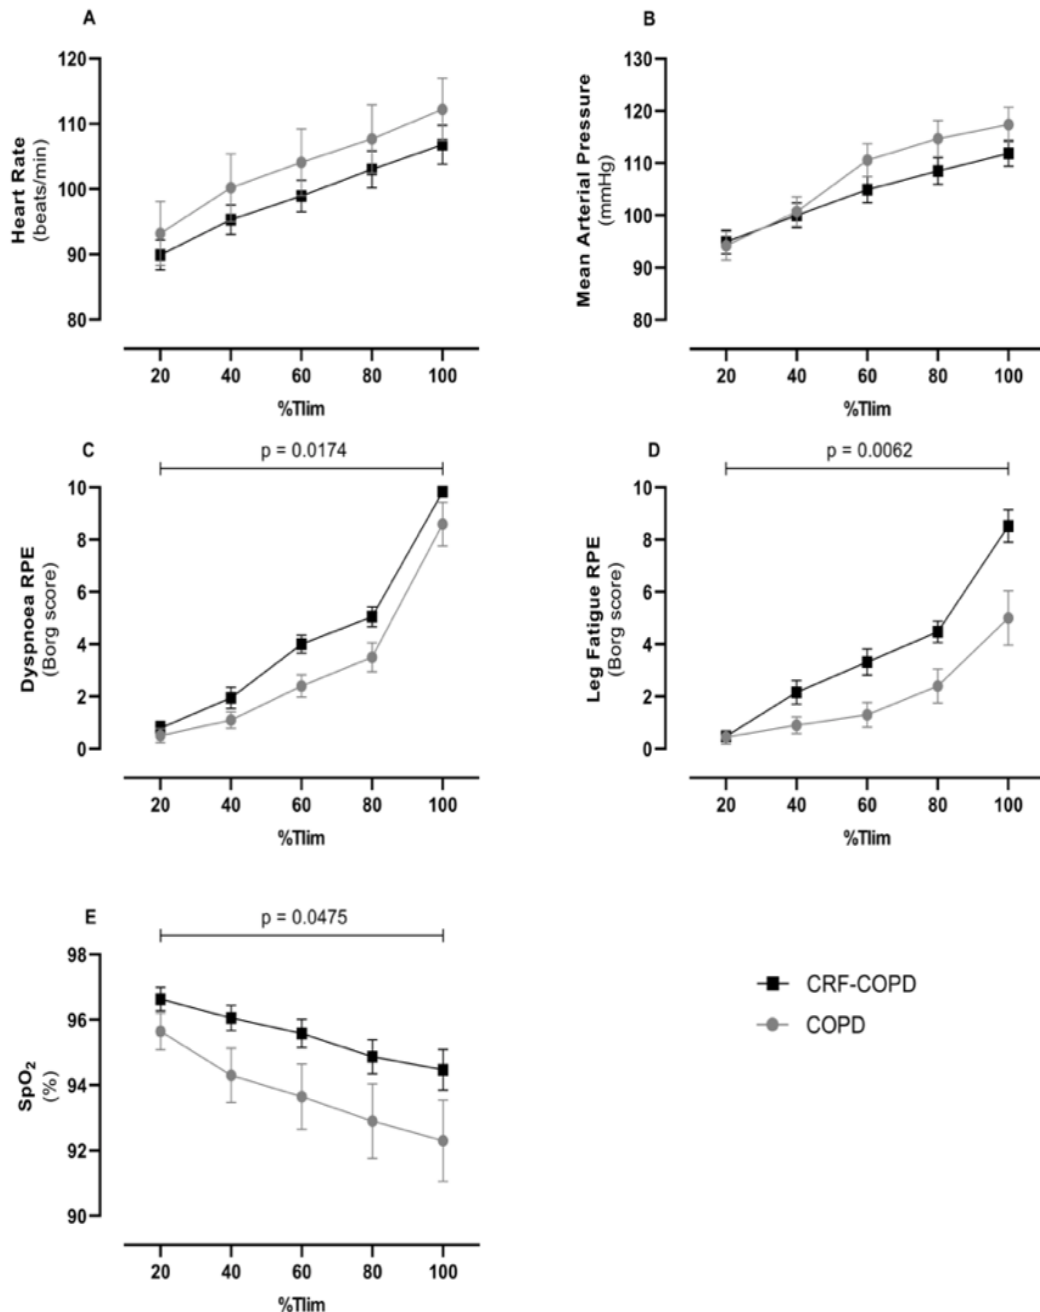 A
120
110
100
90
80
Heart Rate
(beats/min)
20 40 60 80 100
%Tlim
B
130
120
110
100
90
80
Mean Arterial Pressure
(mmHg)
20 40 60 80 100
%Tlim
C
p = 0.0174
10
8
6
4
2
0
Dyspnoea RPE
(Borg score)
20 40 60 80 100
%Tlim
D
p = 0.0062
10
8
6
4
2
0
Leg Fatigue RPE
(Borg score)
20 40 60 80 100
%Tlim
E
p = 0.0475
98
96
94
92
90
SpO₂
(%)
20 40 60 80 100
%Tlim
CRF-COPD
COPD